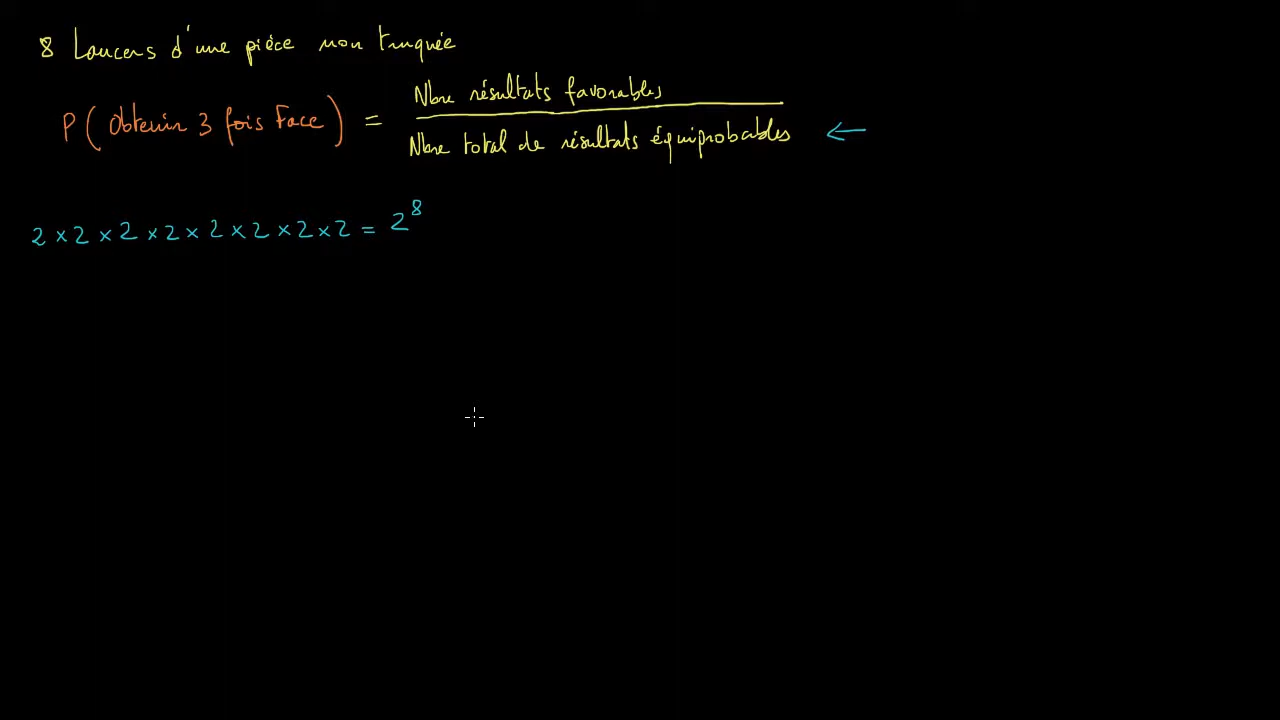 8 Lancers d'une pièce non truquée
P ( Obtenir 3 fois Face ) = Nbre résultats favorables
Nbre total de résultats équiprobables ←
2 × 2 × 2 × 2 × 2 × 2 × 2 × 2 = 2⁸